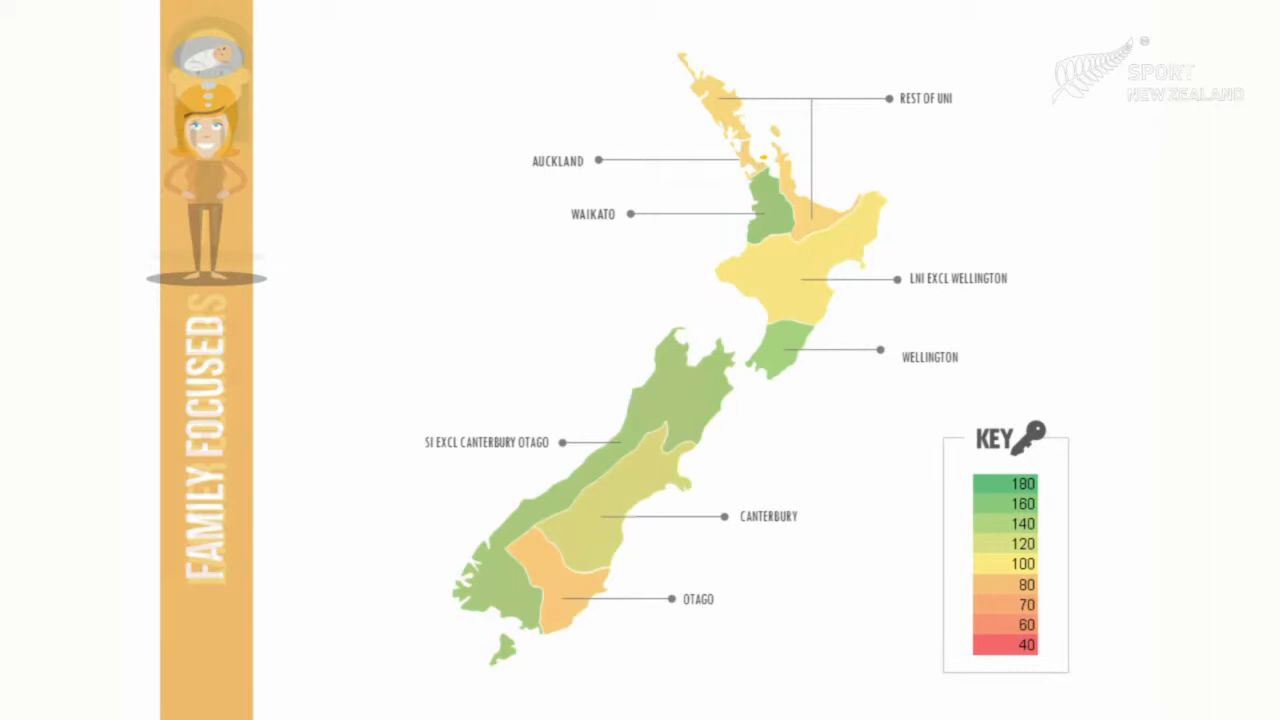 FAMILY FOCUSED
SPORT
NEW ZEALAND
REST OF UNI
AUCKLAND
WAIKATO
LNI EXCL WELLINGTON
WELLINGTON
SI EXCL CANTERBURY OTAGO
CANTERBURY
OTAGO
KEY
180
160
140
120
100
80
70
60
40